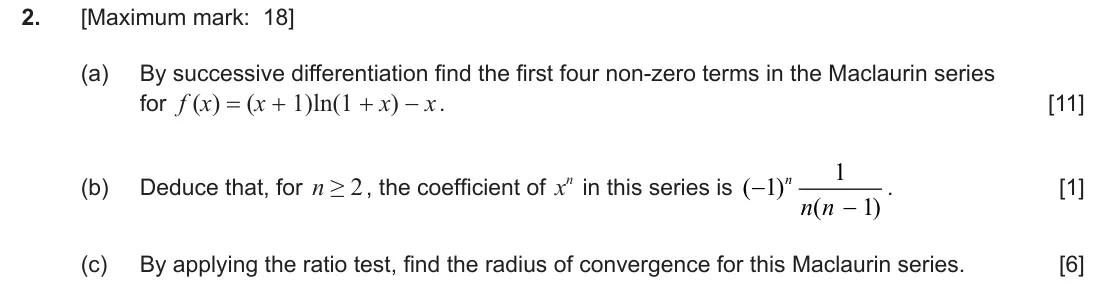 2. [Maximum mark: 18]
(a) By successive differentiation find the first four non-zero terms in the Maclaurin series
for f(x) = (x + 1)ln(1 + x) − x. [11]
(b) Deduce that, for n ≥ 2, the coefficient of xⁿ in this series is (−1)ⁿ 1/(n(n − 1)). [1]
(c) By applying the ratio test, find the radius of convergence for this Maclaurin series. [6]